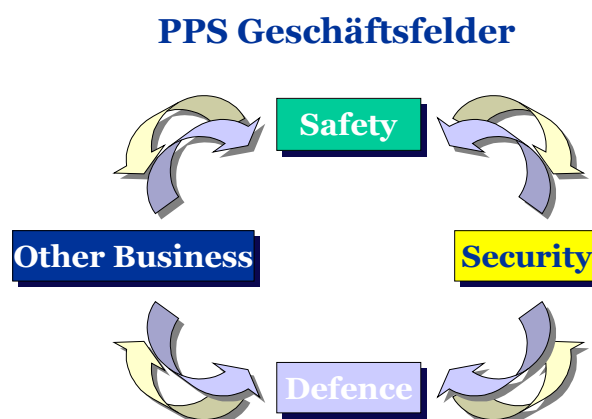 PPS Geschäftsfelder
Safety
Other Business
Security
Defence